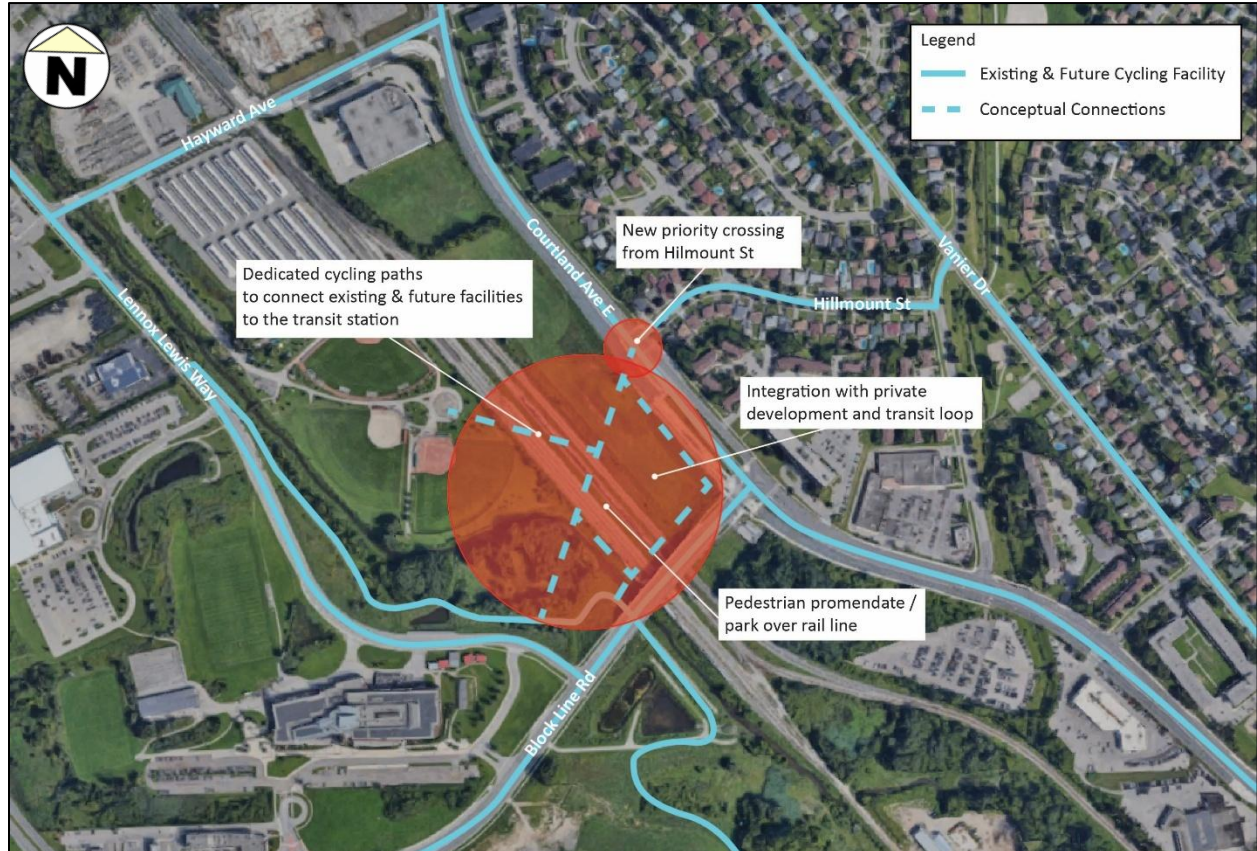 N
Legend
Existing & Future Cycling Facility
Conceptual Connections
Hayward Ave
Courtland Ave E
New priority crossing
from Hilmount St
Vanier Dr
Hillmount St
Dedicated cycling paths
to connect existing & future facilities
to the transit station
Lennox Lewis Way
Integration with private
development and transit loop
Pedestrian promendate /
park over rail line
Block Line Rd